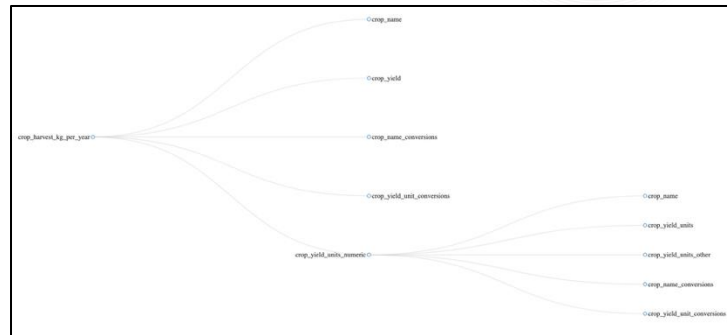 crop_name
crop_yield
crop_harvest_kg_per_year
crop_name_conversions
crop_yield_unit_conversions
crop_name
crop_yield_units
crop_yield_units_numeric
crop_yield_units_other
crop_name_conversions
crop_yield_unit_conversions